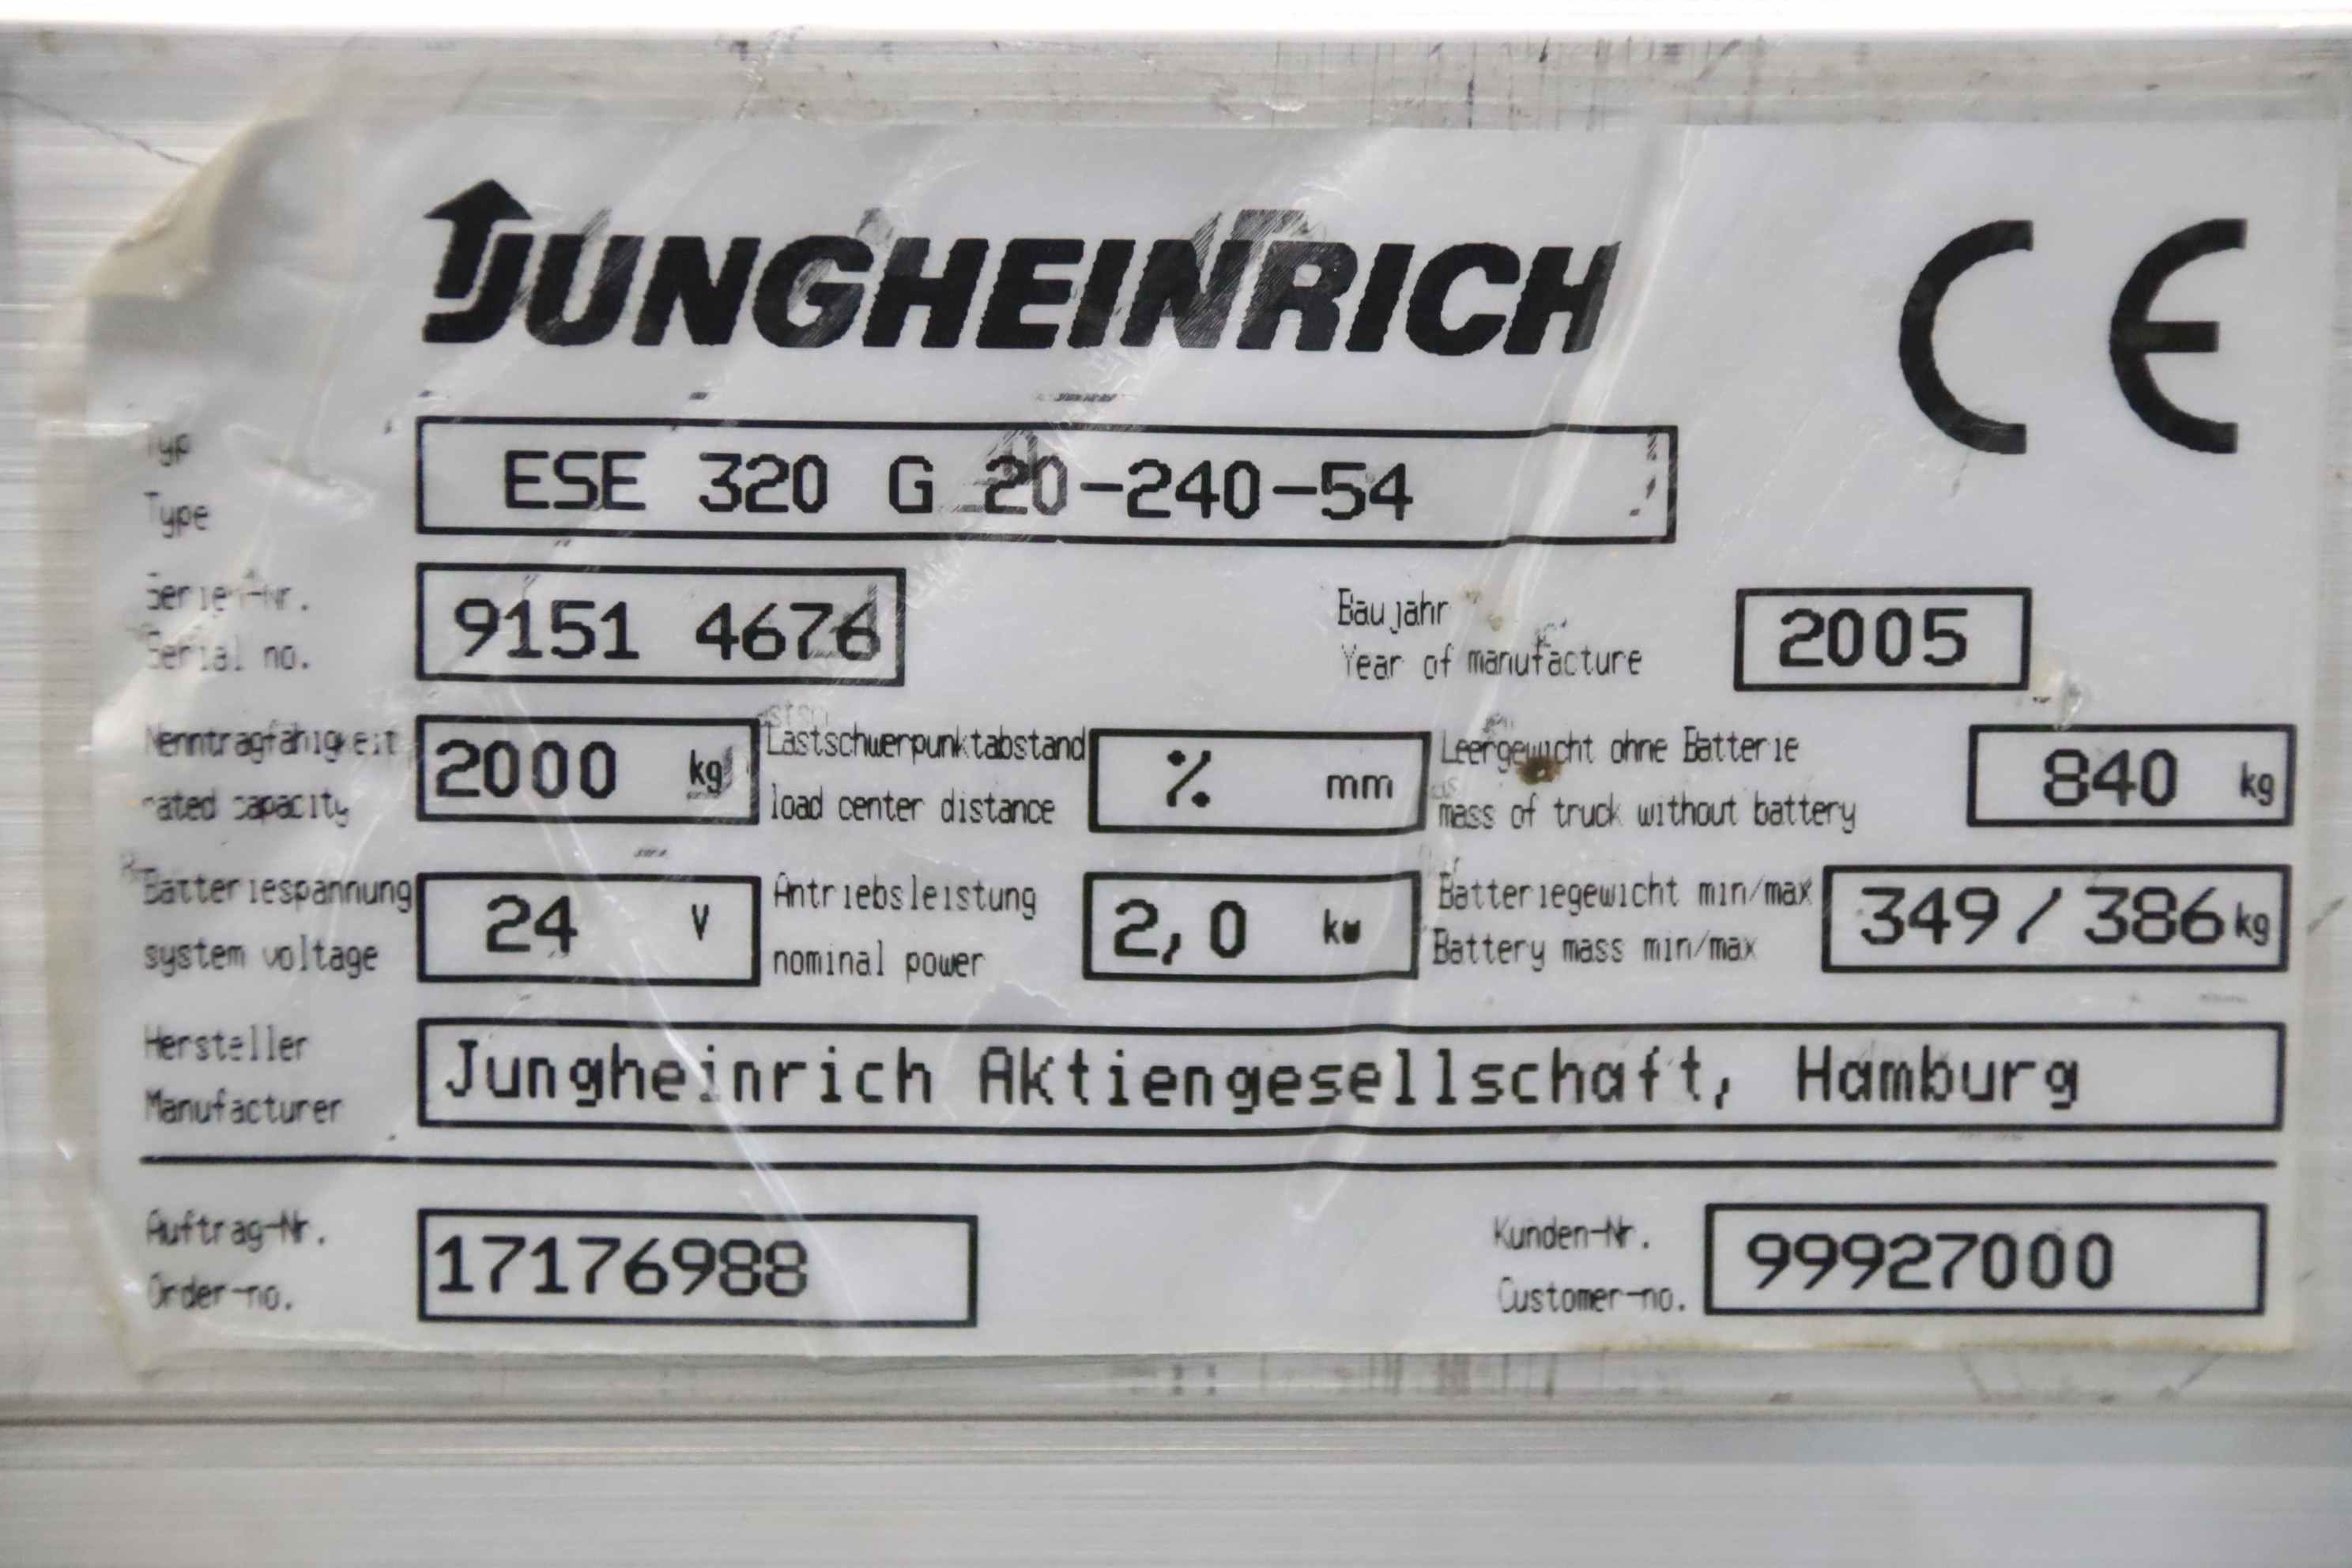 JUNGHEINRICH CE
Typ
Type
ESE 320 G 20-240-54
Serien-Nr.
Serial no.
9151 4676
Baujahr
Year of manufacture
2005
Nenntragfähigkeit
rated capacity
2000 kg
Lastschwerpunktabstand
load center distance
% mm
Leergewicht ohne Batterie
mass of truck without battery
840 kg
Batteriespannung
system voltage
24 V
Antriebsleistung
nominal power
2,0 kw
Batteriegewicht min/max
Battery mass min/max
349 / 386 kg
Hersteller
Manufacturer
Jungheinrich Aktiengesellschaft, Hamburg
Auftrag-Nr.
Order-no.
17176988
Kunden-Nr.
Customer-no.
99927000